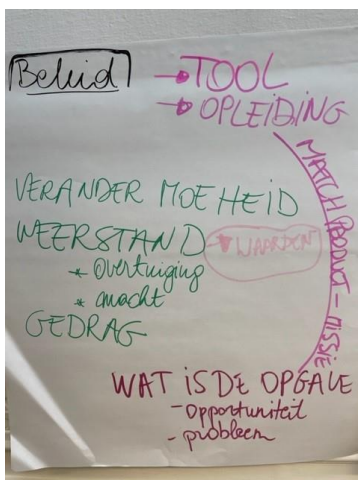 Beleid → TOOL
→ OPLEIDING
MATCH PRODUCT - MISSIE
VERANDER MOEHEID
WEERSTAND → WAARDEN
* overtuiging
* macht
GEDRAG
WAT IS DE OPGAVE
- Opportuniteit
- probleem